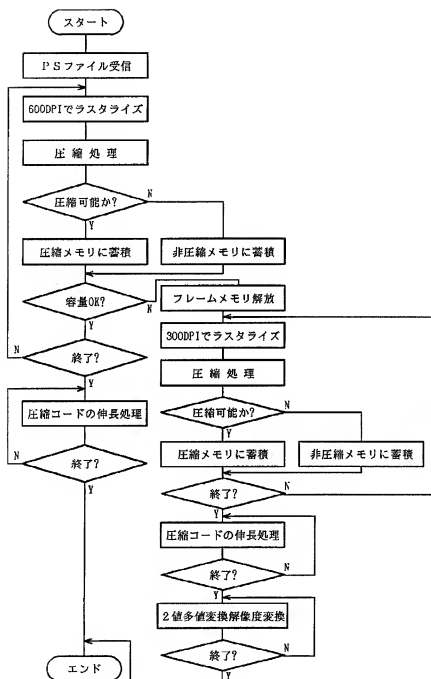 スタート
PSファイル受信
600DPIでラスタライズ
圧縮処理
圧縮可能か?
N
Y
圧縮メモリに蓄積
非圧縮メモリに蓄積
容量OK?
N
Y
フレームメモリ解放
300DPIでラスタライズ
終了?
N
Y
圧縮処理
圧縮コードの伸長処理
圧縮可能か?
N
Y
終了?
N
Y
圧縮メモリに蓄積
非圧縮メモリに蓄積
終了?
N
Y
圧縮コードの伸長処理
終了?
N
Y
2値多値変換解像度変換
終了?
N
Y
エンド